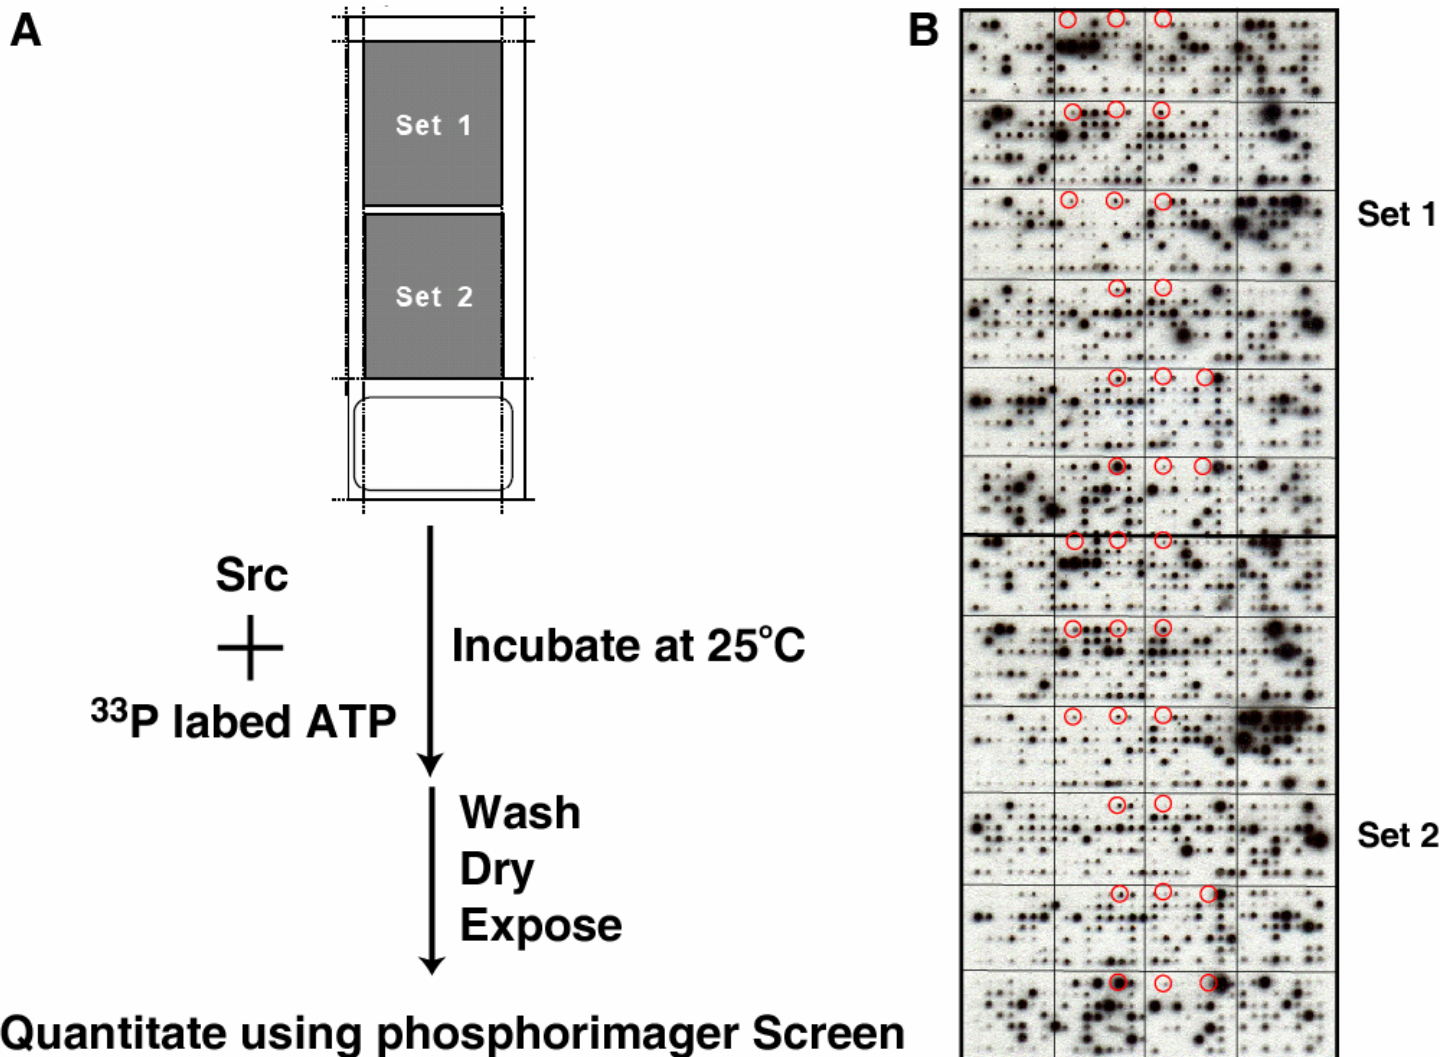 A
B
Set 1
Set 2
Src
+
³³P labed ATP
Incubate at 25°C
Wash
Dry
Expose
Quantitate using phosphorimager Screen
Set 1
Set 2